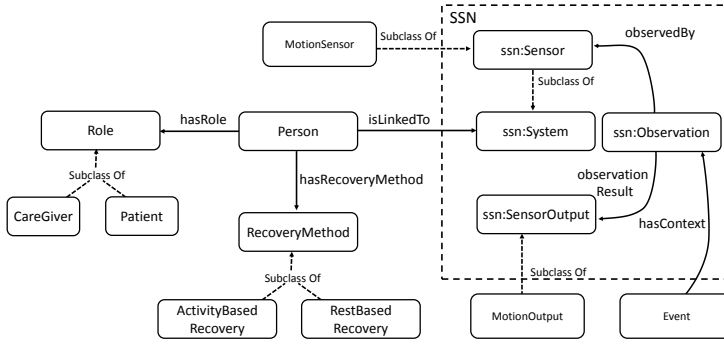 SSN
MotionSensor
Subclass Of
ssn:Sensor
observedBy
Subclass Of
Role
hasRole
Person
isLinkedTo
ssn:System
ssn:Observation
Subclass Of
hasRecoveryMethod
observation
Result
CareGiver
Patient
RecoveryMethod
ssn:SensorOutput
hasContext
Subclass Of
Subclass Of
ActivityBased
Recovery
RestBased
Recovery
MotionOutput
Event